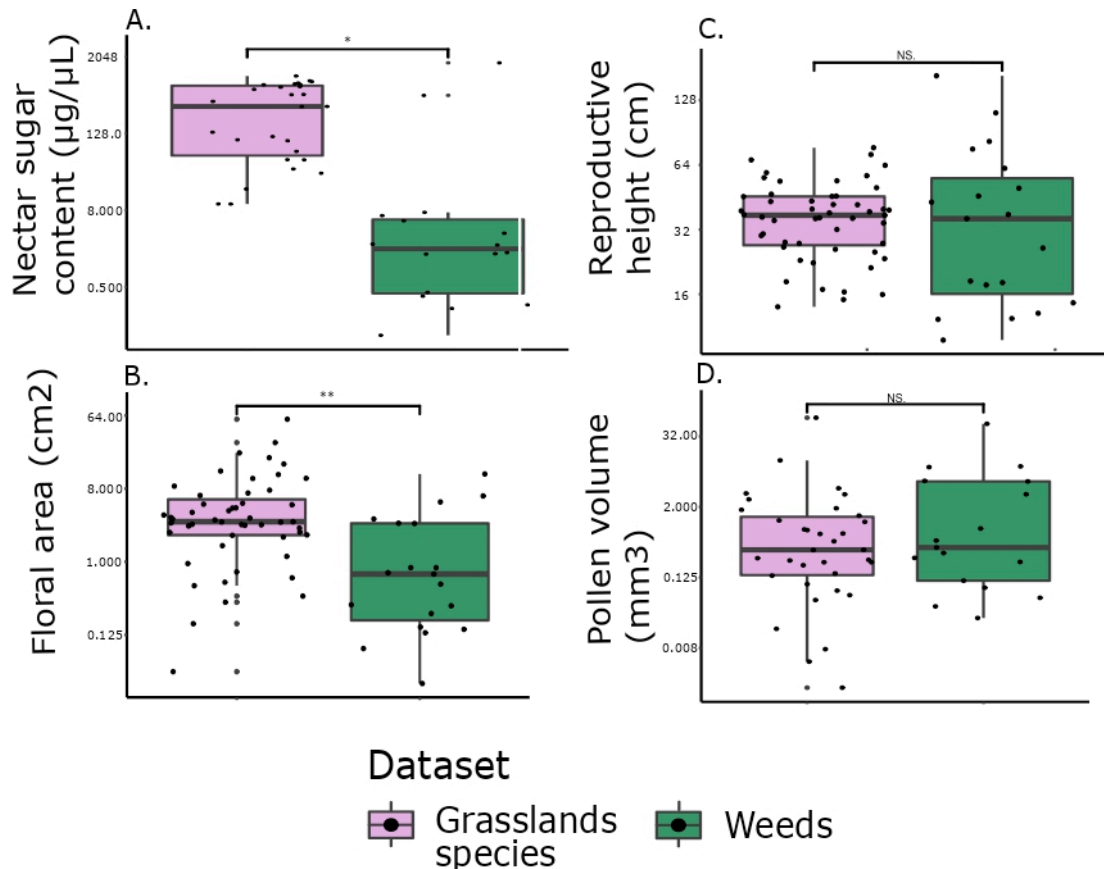 A.
Nectar sugar
content (µg/µL)
2048
128.0
8.000
0.500
*
B.
Floral area (cm2)
64.00
8.000
1.000
0.125
**
C.
Reproductive
height (cm)
128
64
32
16
NS.
D.
Pollen volume
(mm3)
32.00
2.000
0.125
0.008
NS.
Dataset
Grasslands
species
Weeds